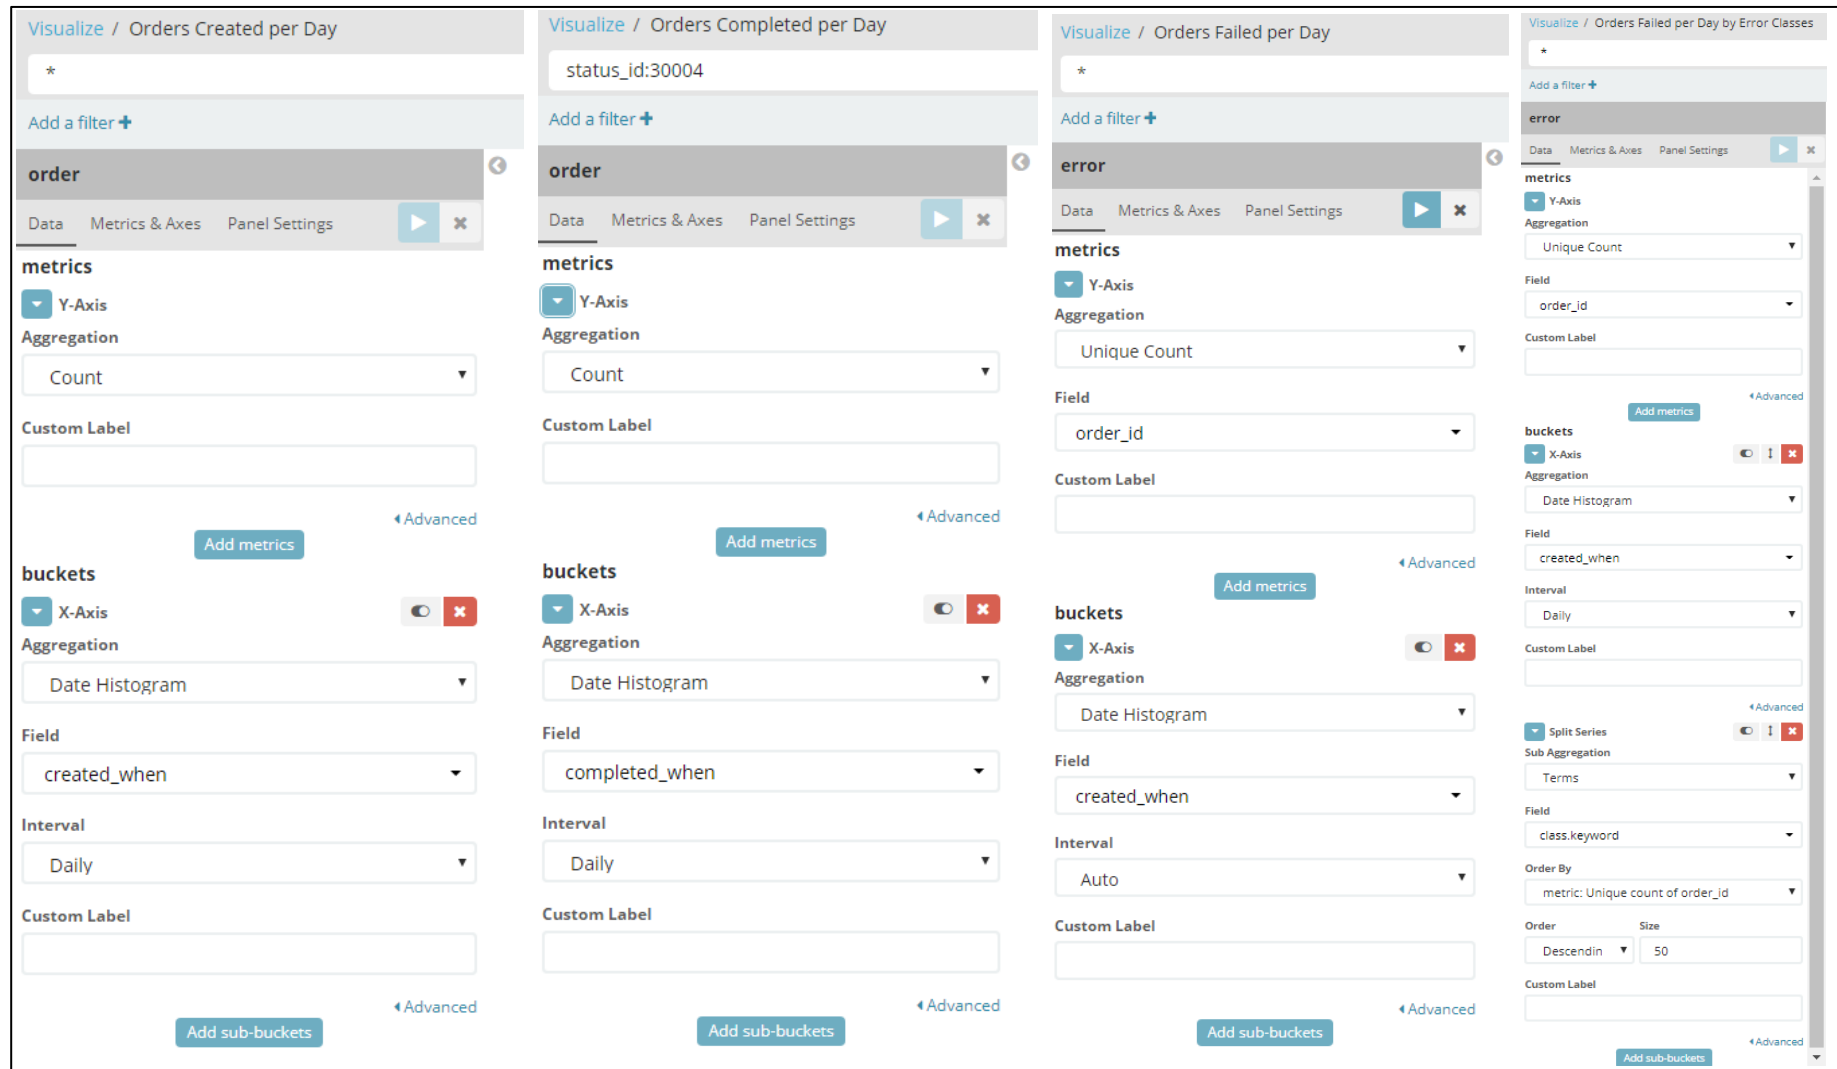 Visualize / Orders Created per Day
*
Add a filter +
order
Data Metrics & Axes Panel Settings
metrics
Y-Axis
Aggregation
Count
Custom Label
Advanced
Add metrics
buckets
X-Axis
Aggregation
Date Histogram
Field
created_when
Interval
Daily
Custom Label
Advanced
Add sub-buckets
Visualize / Orders Completed per Day
status_id:30004
Add a filter +
order
Data Metrics & Axes Panel Settings
metrics
Y-Axis
Aggregation
Count
Custom Label
Advanced
Add metrics
buckets
X-Axis
Aggregation
Date Histogram
Field
completed_when
Interval
Daily
Custom Label
Advanced
Add sub-buckets
Visualize / Orders Failed per Day
*
Add a filter +
error
Data Metrics & Axes Panel Settings
metrics
Y-Axis
Aggregation
Unique Count
Field
order_id
Custom Label
Advanced
Add metrics
buckets
X-Axis
Aggregation
Date Histogram
Field
created_when
Interval
Auto
Custom Label
Advanced
Add sub-buckets
Visualize / Orders Failed per Day by Error Classes
*
Add a filter +
error
Data Metrics & Axes Panel Settings
metrics
Y-Axis
Aggregation
Unique Count
Field
order_id
Custom Label
Advanced
Add metrics
buckets
X-Axis
Aggregation
Date Histogram
Field
created_when
Interval
Daily
Custom Label
Advanced
Split Series
Sub Aggregation
Terms
Field
class.keyword
Order By
metric: Unique count of order_id
Order Size
Descendin 50
Custom Label
Advanced
Add sub-buckets